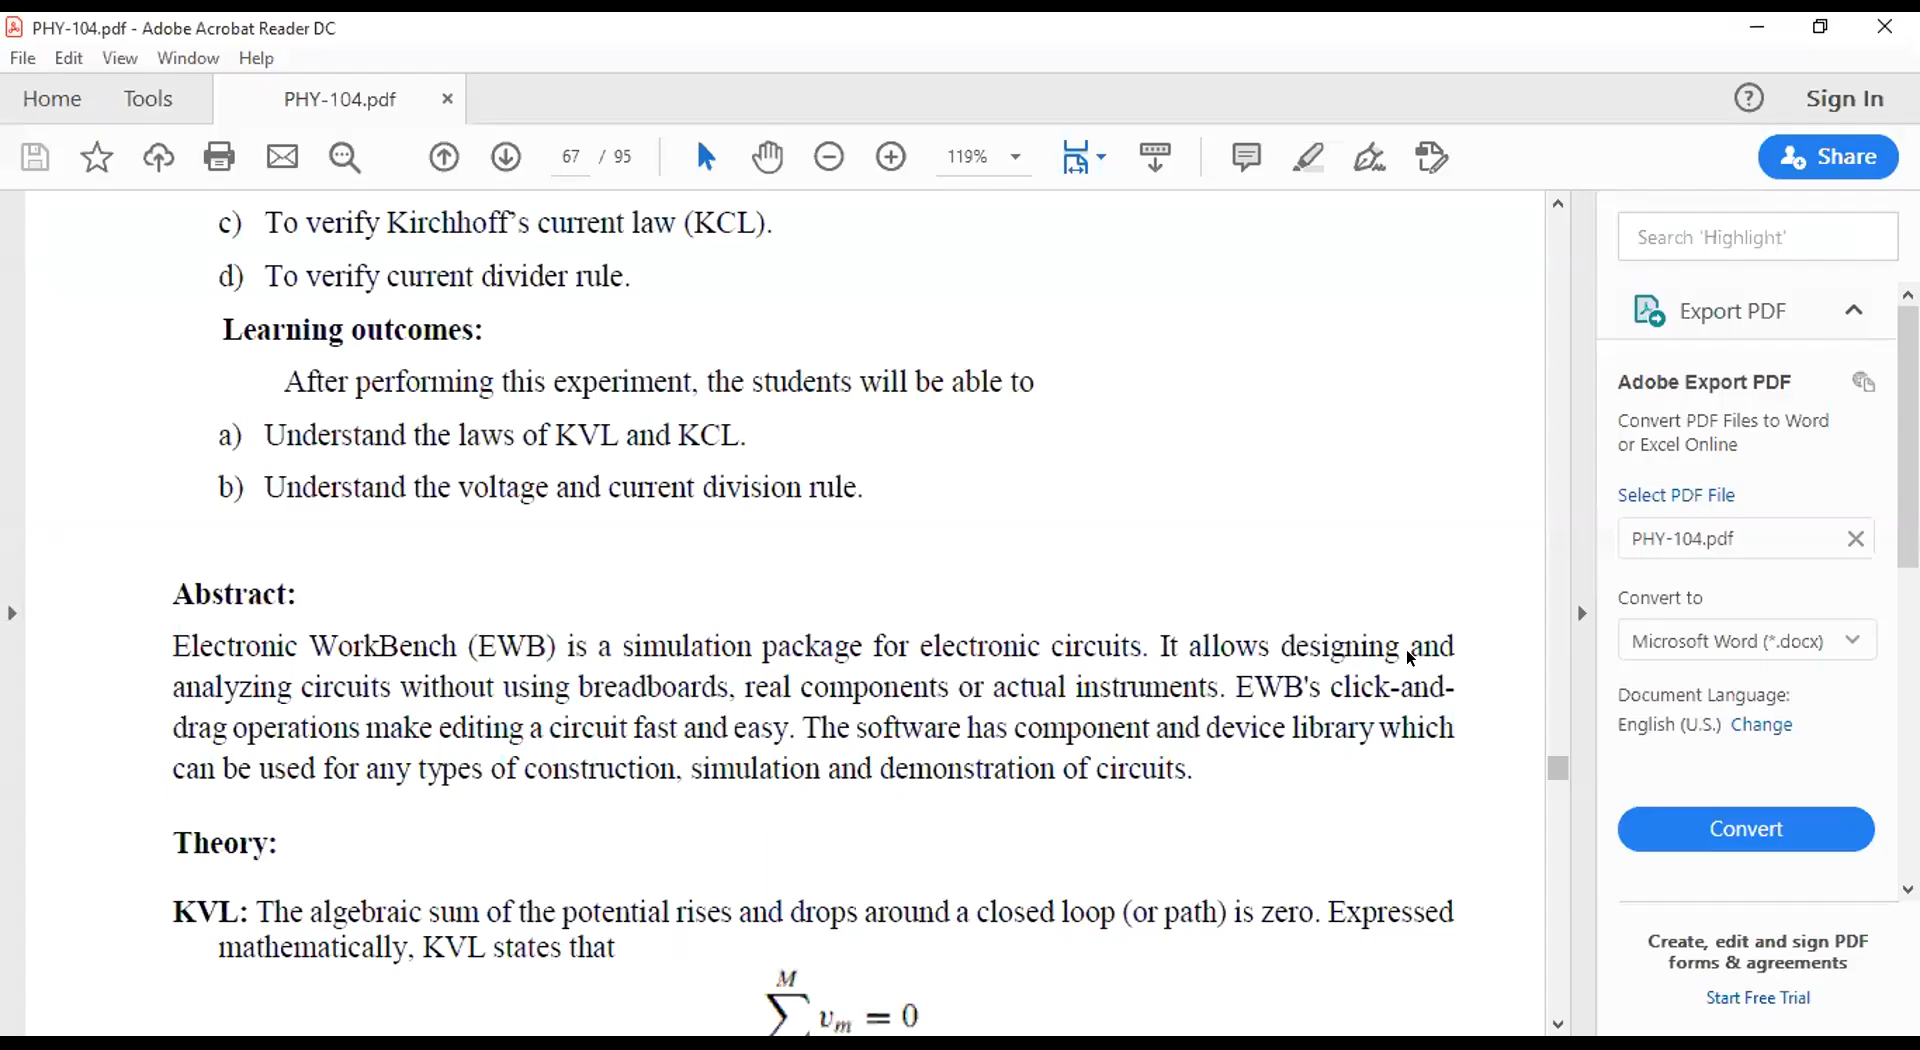 PHY-104.pdf - Adobe Acrobat Reader DC
File Edit View Window Help
Home Tools PHY-104.pdf × Sign In
67 / 95 119% Share
c) To verify Kirchhoff's current law (KCL).
d) To verify current divider rule.
Learning outcomes:
After performing this experiment, the students will be able to
a) Understand the laws of KVL and KCL.
b) Understand the voltage and current division rule.
Abstract:
Electronic WorkBench (EWB) is a simulation package for electronic circuits. It allows designing and
analyzing circuits without using breadboards, real components or actual instruments. EWB's click-and-
drag operations make editing a circuit fast and easy. The software has component and device library which
can be used for any types of construction, simulation and demonstration of circuits.
Theory:
KVL: The algebraic sum of the potential rises and drops around a closed loop (or path) is zero. Expressed
mathematically, KVL states that
M
∑ vm = 0
Search 'Highlight'
Export PDF
Adobe Export PDF
Convert PDF Files to Word
or Excel Online
Select PDF File
PHY-104.pdf
Convert to
Microsoft Word (*.docx)
Document Language:
English (U.S.) Change
Convert
Create, edit and sign PDF
forms & agreements
Start Free Trial